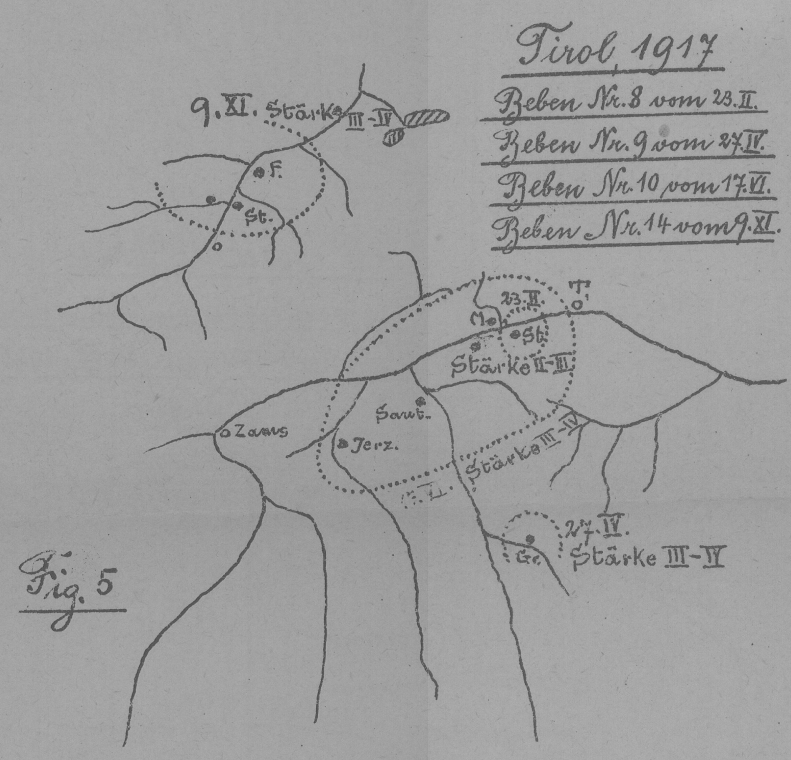 Tirol, 1917
Beben Nr. 8 vom 23. II.
Beben Nr. 9 vom 27. IV.
Beben Nr. 10 vom 17. VI.
Beben Nr. 14 vom 9. XI.
9. XI. Stärke III-IV
F.
St.
23. II.
T.
M.
St.
T
Stärke II-III
Saut.
Zams
Jerz.
Stärke III-IV
27. IV.
Gr.
Stärke III-IV
Fig. 5